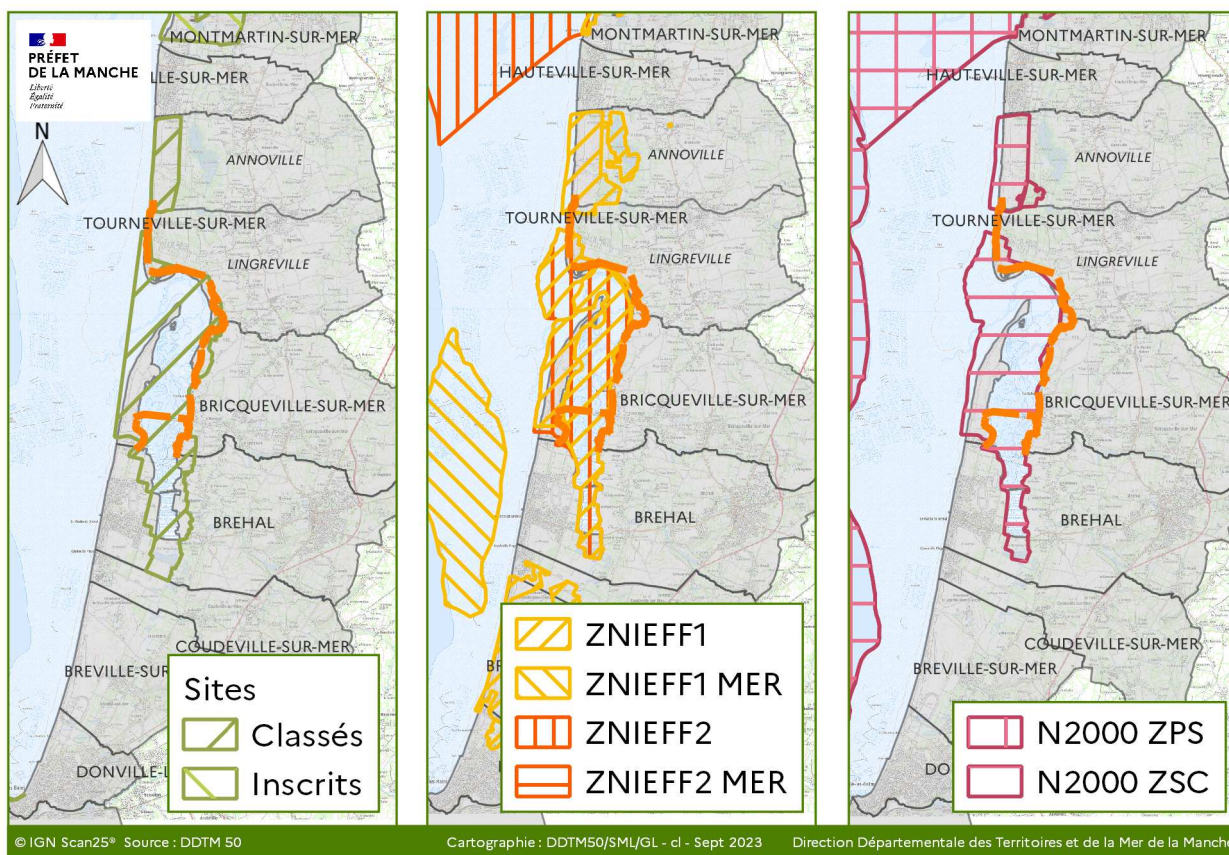 PRÉFET
DE LA MANCHE
Liberté
Égalité
Fraternité
N
MONTMARTIN-SUR-MER
VILLE-SUR-MER
ANNOVILLE
TOURNEVILLE-SUR-MER
LINGREVILLE
BRICQUEVILLE-SUR-MER
BREHAL
COUDEVILLE-SUR-MER
BREVILLE-SUR
DONVILLE-L
Sites
Classés
Inscrits
MONTMARTIN-SUR-MER
HAUTEVILLE-SUR-MER
ANNOVILLE
TOURNEVILLE-SUR-MER
LINGREVILLE
BRICQUEVILLE-SUR-MER
BREHAL
BR
ZNIEFF1
ZNIEFF1 MER
ZNIEFF2
ZNIEFF2 MER
MONTMARTIN-SUR-MER
HAUTEVILLE-SUR-MER
ANNOVILLE
TOURNEVILLE-SUR-MER
LINGREVILLE
BRICQUEVILLE-SUR-MER
BREHAL
COUDEVILLE-SUR-MER
BREVILLE-SUR-MER
DO
N2000 ZPS
N2000 ZSC
© IGN Scan25® Source : DDTM 50
Cartographie : DDTM50/SML/GL - cl - Sept 2023
Direction Départementale des Territoires et de la Mer de la Manche